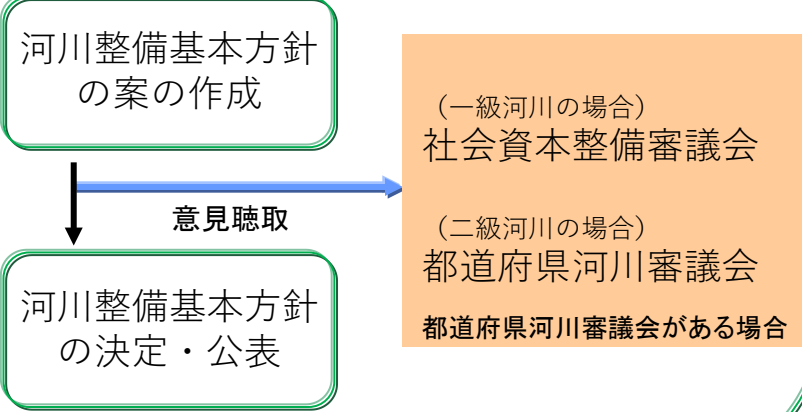 河川整備基本方針
の案の作成
意見聴取
河川整備基本方針
の決定・公表
（一級河川の場合）
社会資本整備審議会
（二級河川の場合）
都道府県河川審議会
都道府県河川審議会がある場合